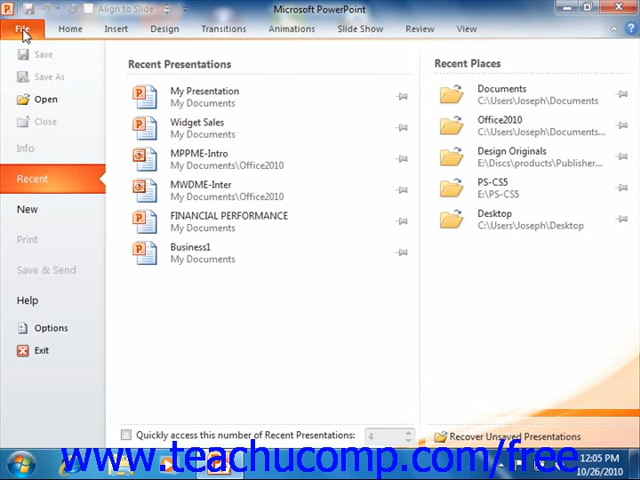 Align to Slide
Microsoft PowerPoint
File Home Insert Design Transitions Animations Slide Show Review View
Save
Save As
Open
Close
Info
Recent
New
Print
Save & Send
Help
Options
Exit
Recent Presentations
My Presentation
My Documents
Widget Sales
My Documents
MPPME-Intro
My Documents\Office2010
MWDME-Inter
My Documents\Office2010
FINANCIAL PERFORMANCE
My Documents
Business1
My Documents
Quickly access this number of Recent Presentations: 4
Recent Places
Documents
C:\Users\Joseph\Documents
Office2010
C:\Users\Joseph\Documents...
Design Originals
E:\Discs\products\Publisher...
PS-CS5
E:\PS-CS5
Desktop
C:\Users\Joseph\Desktop
Recover Unsaved Presentations
www.teachucomp.com/free
12:05 PM
10/26/2010